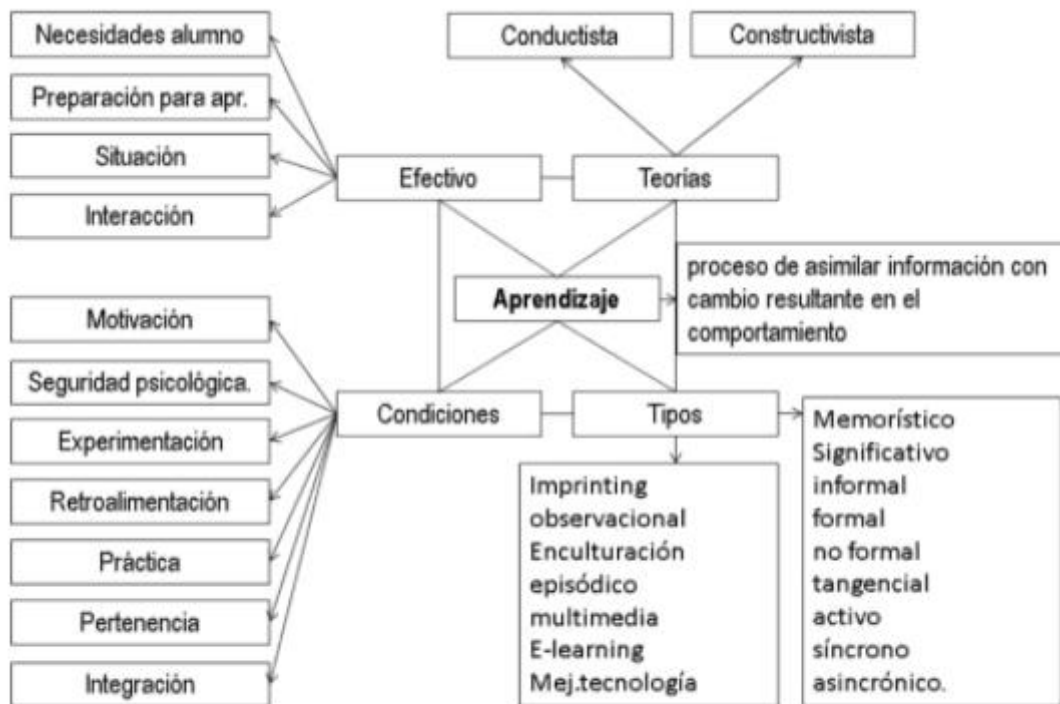 Necesidades alumno
Preparación para apr.
Situación
Interacción
Conductista
Constructivista
Efectivo
Teorías
Aprendizaje
proceso de asimilar información con
cambio resultante en el
comportamiento
Motivación
Seguridad psicológica.
Experimentación
Retroalimentación
Práctica
Pertenencia
Integración
Condiciones
Tipos
Imprinting
observacional
Enculturación
episódico
multimedia
E-learning
Mej.tecnología
Memorístico
Significativo
informal
formal
no formal
tangencial
activo
síncrono
asincrónico.